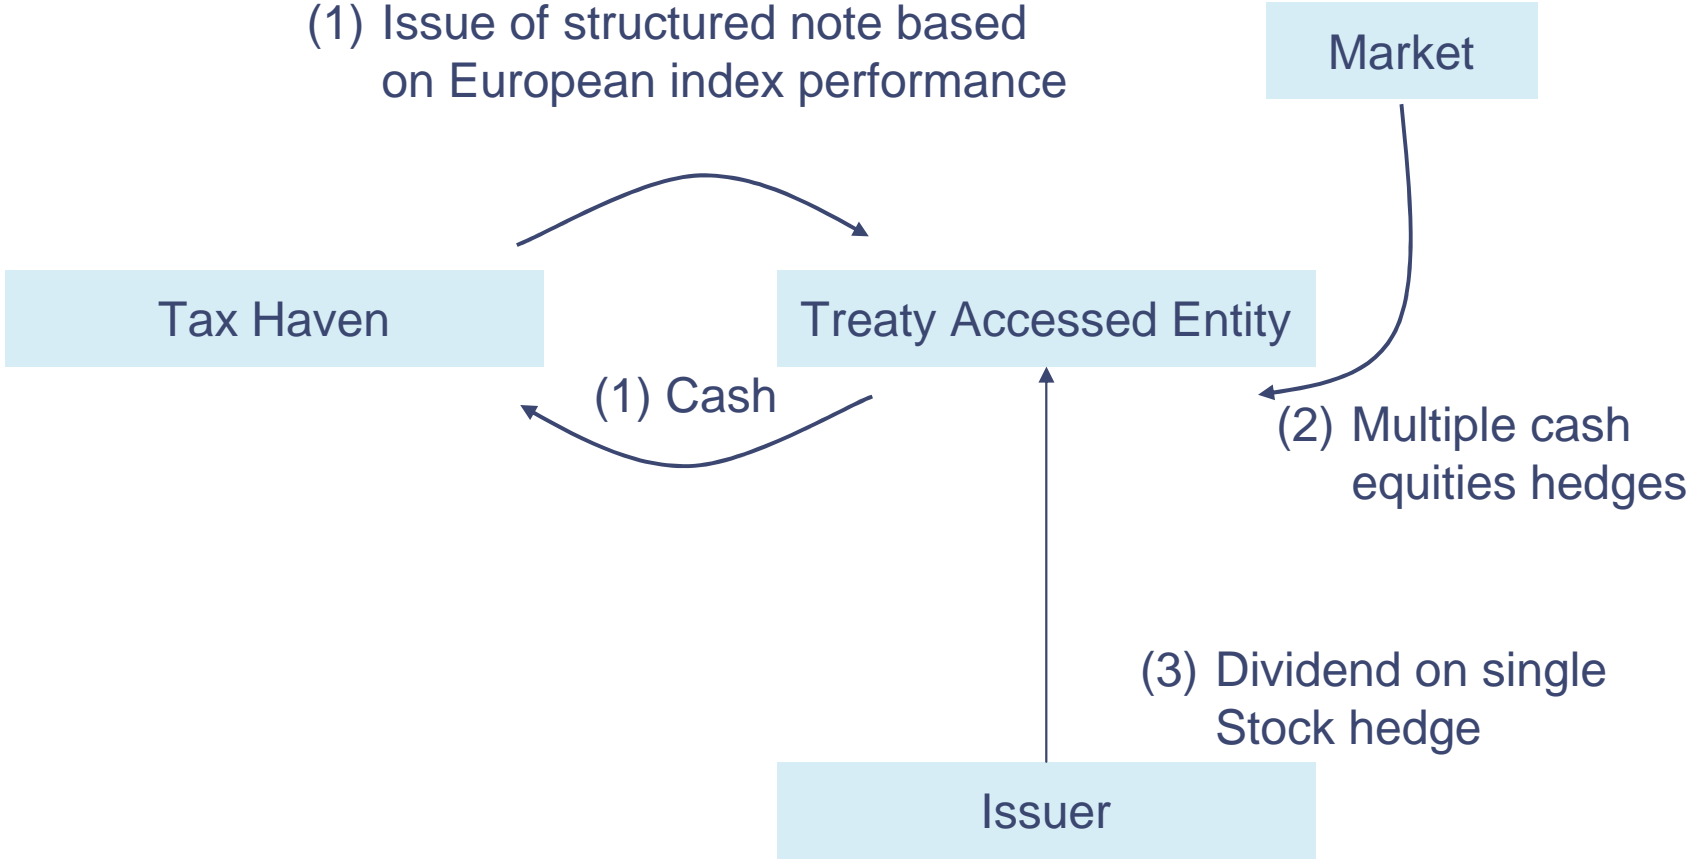 (1) Issue of structured note based
on European index performance
Market
Tax Haven
Treaty Accessed Entity
(1) Cash
(2) Multiple cash
equities hedges
(3) Dividend on single
Stock hedge
Issuer